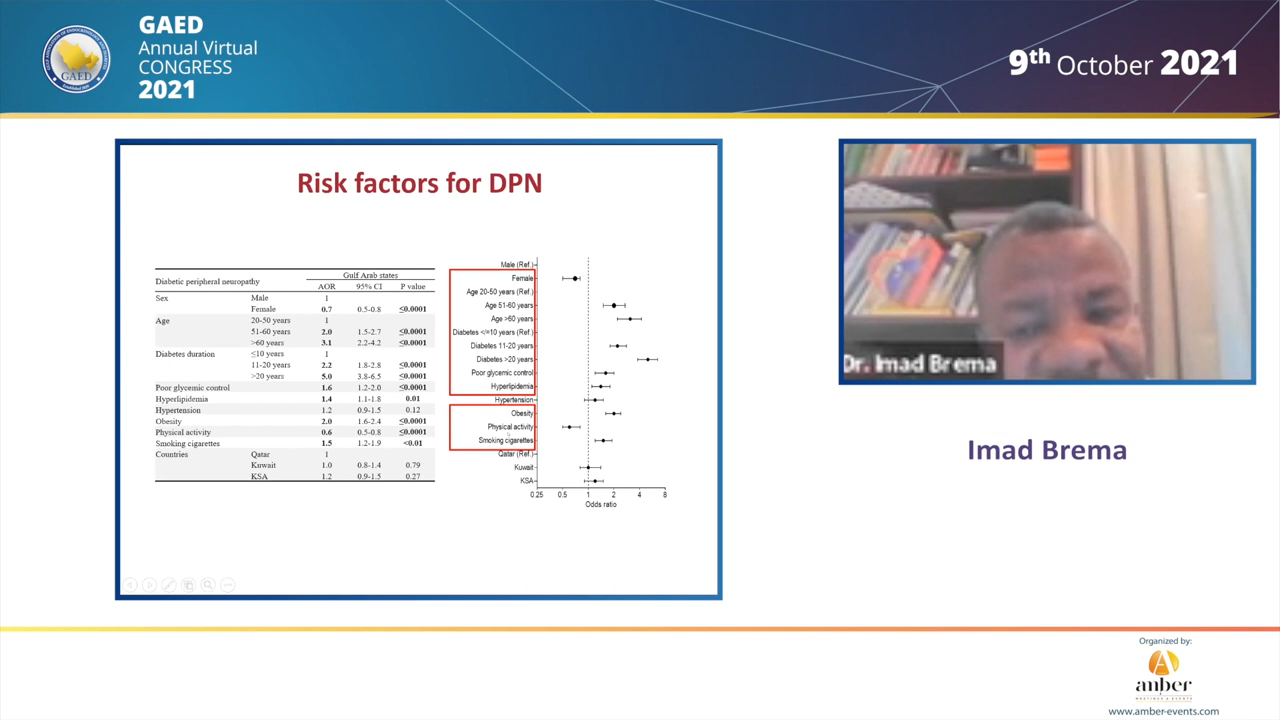 GAED
Annual Virtual
CONGRESS
2021
GAED
9th October 2021
Risk factors for DPN
Diabetic peripheral neuropathy
Gulf Arab states
AOR 95% CI P value
Sex Male 1
Female 0.7 0.5-0.8 ≤0.0001
Age 20-50 years 1
51-60 years 2.0 1.5-2.7 ≤0.0001
>60 years 3.1 2.2-4.2 ≤0.0001
Diabetes duration ≤10 years 1
11-20 years 2.2 1.8-2.8 ≤0.0001
>20 years 5.0 3.8-6.5 ≤0.0001
Poor glycemic control 1.6 1.2-2.0 ≤0.0001
Hyperlipidemia 1.4 1.1-1.8 0.01
Hypertension 1.2 0.9-1.5 0.12
Obesity 2.0 1.6-2.4 ≤0.0001
Physical activity 0.6 0.5-0.8 ≤0.0001
Smoking cigarettes 1.5 1.2-1.9 <0.01
Countries Qatar 1
Kuwait 1.0 0.8-1.4 0.79
KSA 1.2 0.9-1.5 0.27
Male (Ref.)
Female
Age 20-50 years (Ref.)
Age 51-60 years
Age >60 years
Diabetes </=10 years (Ref.)
Diabetes 11-20 years
Diabetes >20 years
Poor glycemic control
Hyperlipidemia
Hypertension
Obesity
Physical activity
Smoking cigarettes
Qatar (Ref.)
Kuwait
KSA
0.25 0.5 1 2 4 8
Odds ratio
Dr. Imad Brema
Imad Brema
Organized by:
anber
MEETINGS & EVENTS
www.amber-events.com